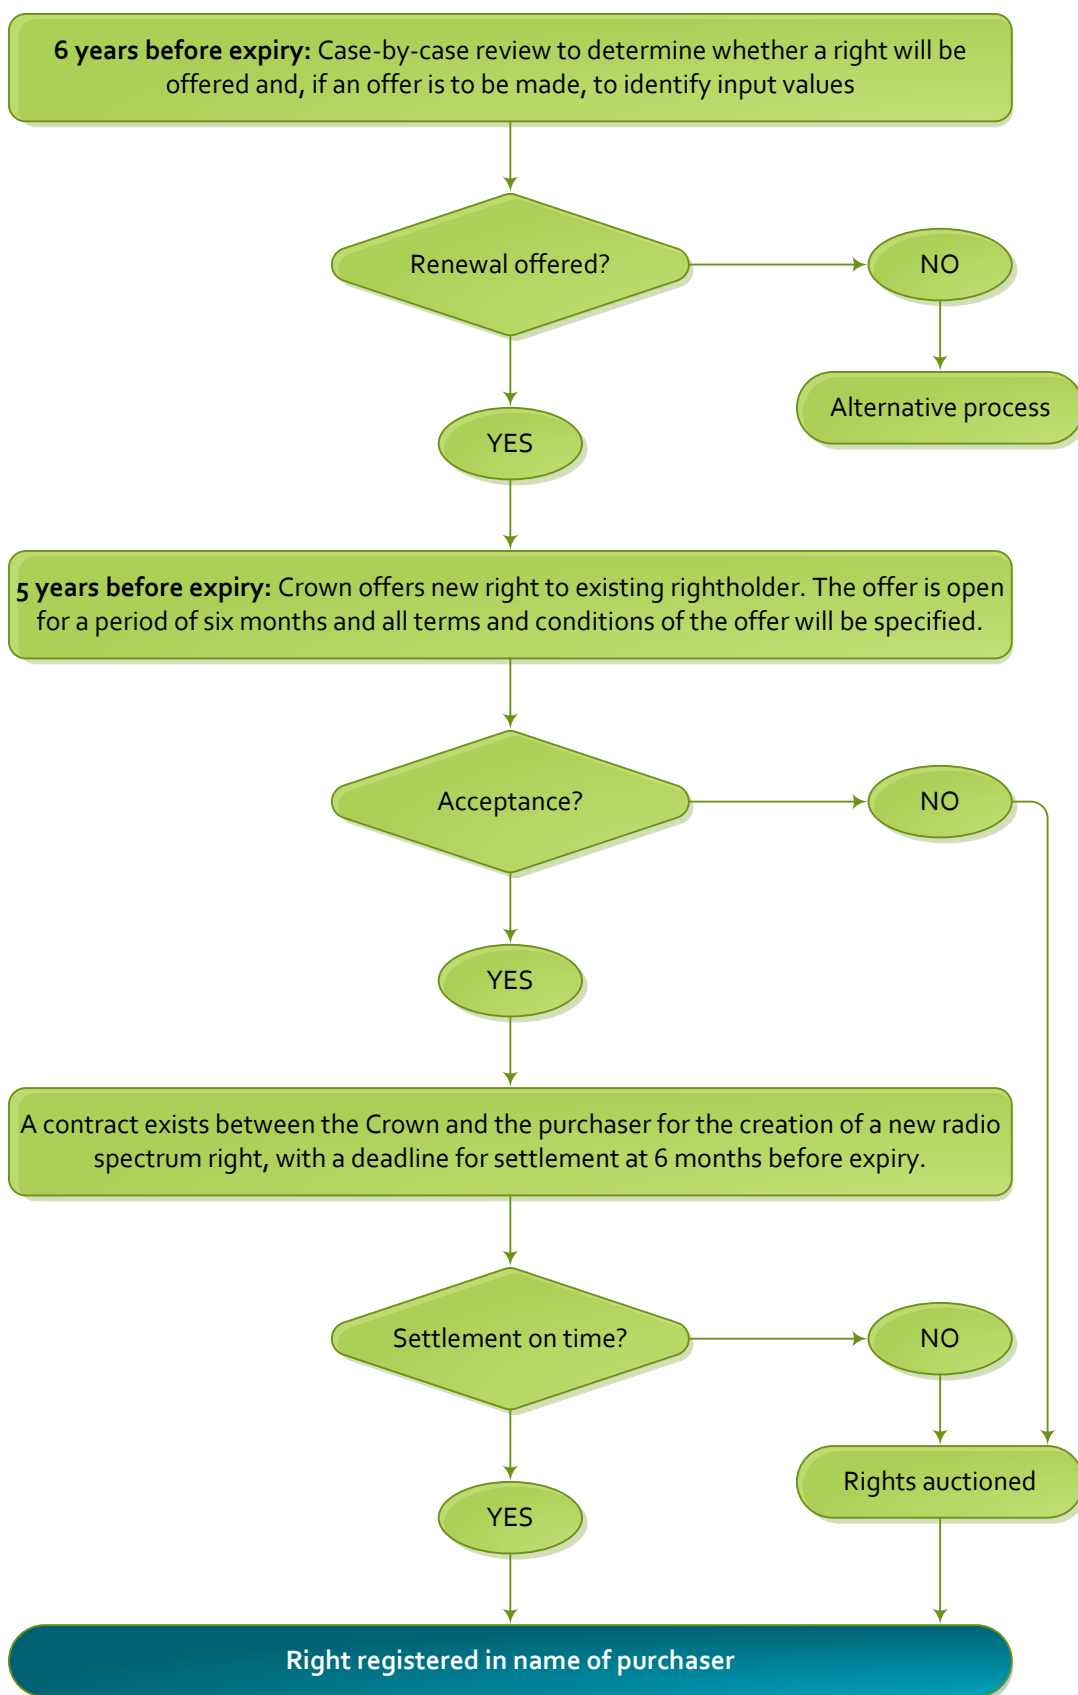 6 years before expiry: Case-by-case review to determine whether a right will be
offered and, if an offer is to be made, to identify input values
Renewal offered?
NO
Alternative process
YES
5 years before expiry: Crown offers new right to existing rightholder. The offer is open
for a period of six months and all terms and conditions of the offer will be specified.
Acceptance?
NO
YES
A contract exists between the Crown and the purchaser for the creation of a new radio
spectrum right, with a deadline for settlement at 6 months before expiry.
Settlement on time?
NO
Rights auctioned
YES
Right registered in name of purchaser